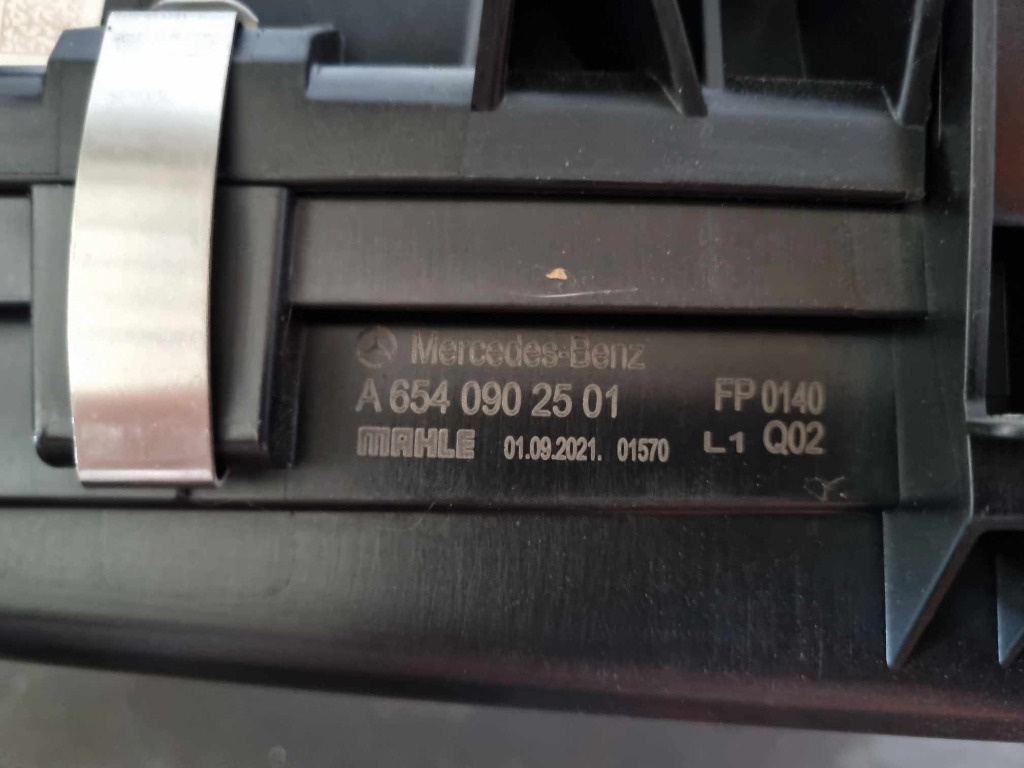 Mercedes-Benz
A 654 090 25 01 FP 0140
MAHLE 01.09.2021. 01570 L1 Q02